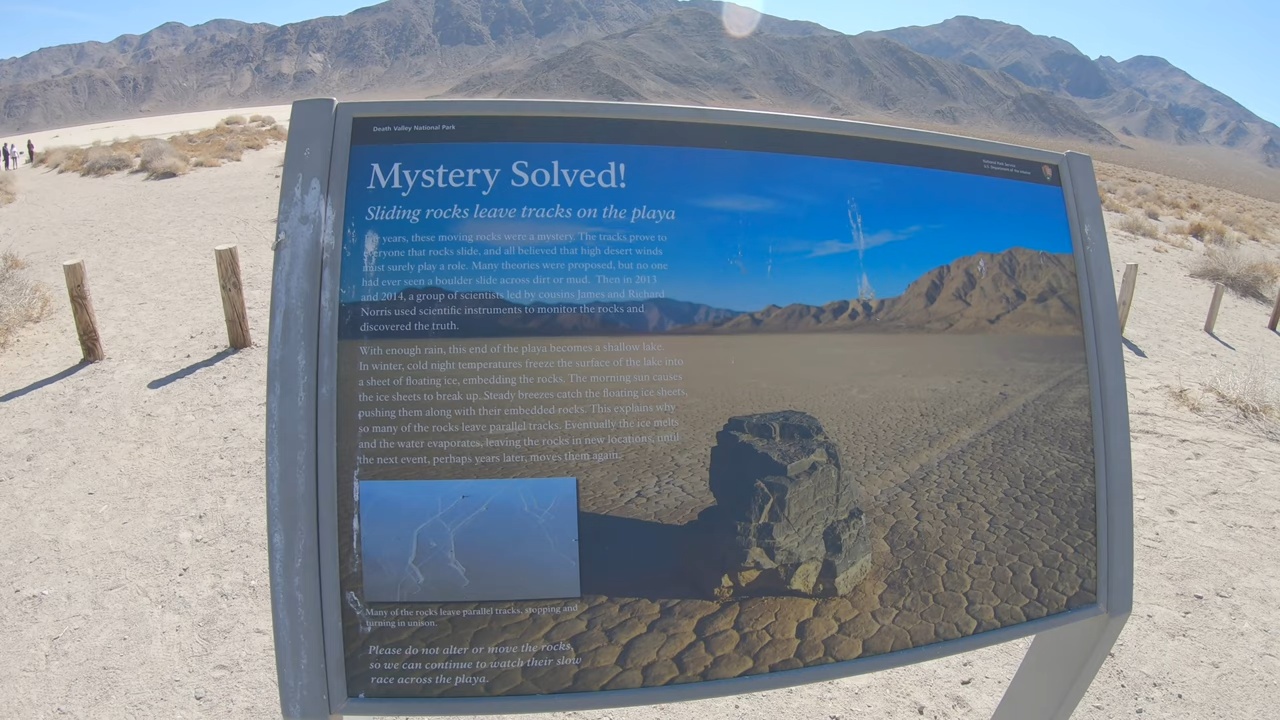 Death Valley National Park
National Park Service
U.S. Department of the Interior
Mystery Solved!
Sliding rocks leave tracks on the playa
years, these moving rocks were a mystery. The tracks prove to
everyone that rocks slide, and all believed that high desert winds
must surely play a role. Many theories were proposed, but no one
had ever seen a boulder slide across dirt or mud. Then in 2013
and 2014, a group of scientists led by cousins James and Richard
Norris used scientific instruments to monitor the rocks and
discovered the truth.
With enough rain, this end of the playa becomes a shallow lake.
In winter, cold night temperatures freeze the surface of the lake into
a sheet of floating ice, embedding the rocks. The morning sun causes
the ice sheets to break up. Steady breezes catch the floating ice sheets,
pushing them along with their embedded rocks. This explains why
so many of the rocks leave parallel tracks. Eventually the ice melts
and the water evaporates, leaving the rocks in new locations, until
the next event, perhaps years later, moves them again.
Many of the rocks leave parallel tracks, stopping and
turning in unison.
Please do not alter or move the rocks,
so we can continue to watch their slow
race across the playa.